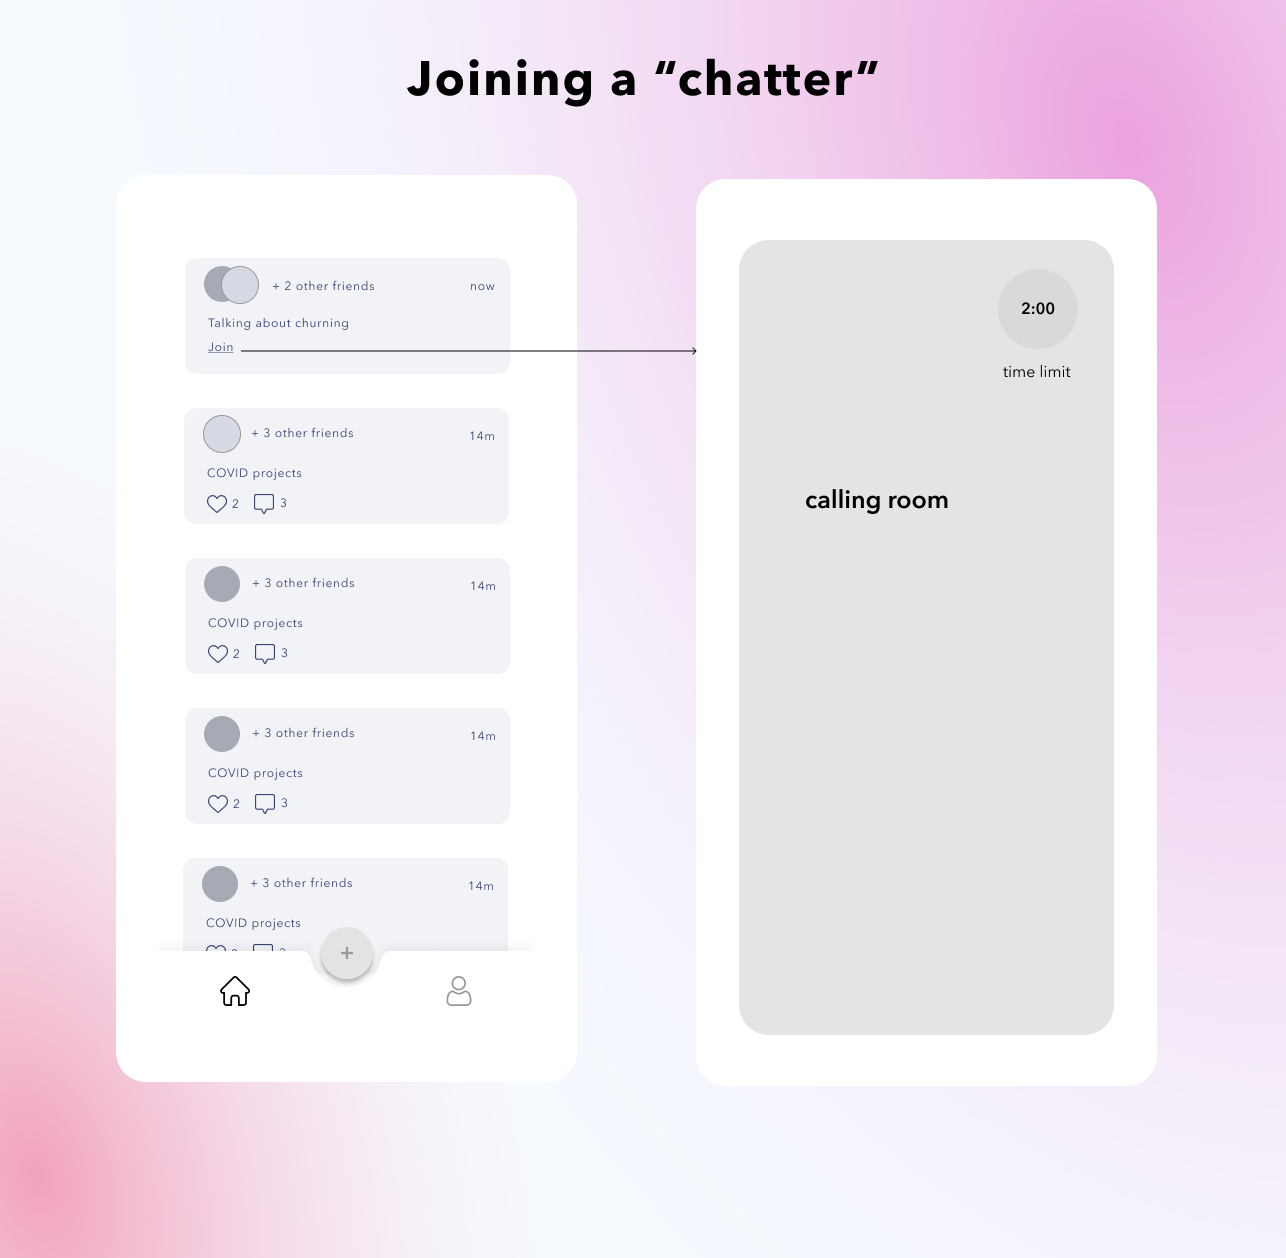 Joining a “chatter”
+ 2 other friends
now
Talking about churning
Join
+ 3 other friends
14m
COVID projects
2
3
+ 3 other friends
14m
COVID projects
2
3
+ 3 other friends
14m
COVID projects
2
3
+ 3 other friends
14m
COVID projects
+
2:00
time limit
calling room